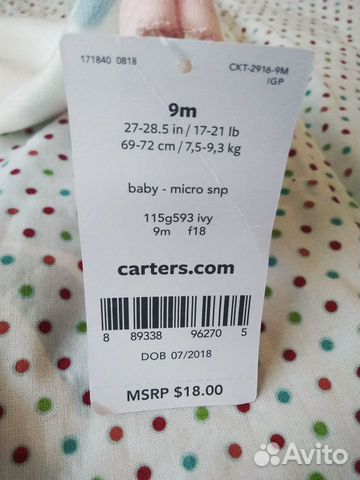 171840 0818
CKT-2916-9M
IGP
9m
27-28.5 in / 17-21 lb
69-72 cm / 7,5-9,3 kg
baby - micro snp
115g593 ivy
9m f18
carters.com
8 89338 96270 5
DOB 07/2018
MSRP $18.00
Avito